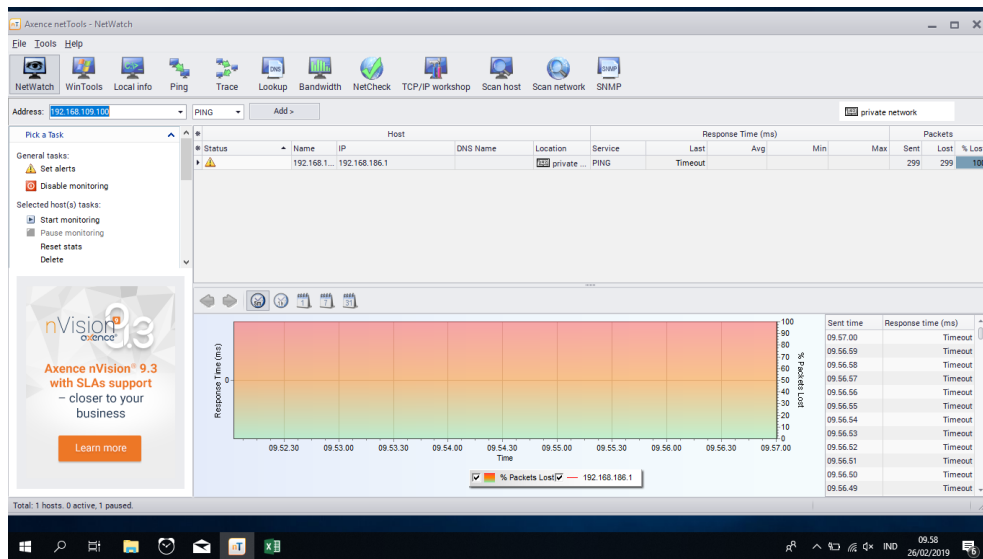 Axence netTools - NetWatch
File Tools Help
NetWatch WinTools Local info Ping Trace Lookup Bandwidth NetCheck TCP/IP workshop Scan host Scan network SNMP
DNS
SNMP
Address: 192.168.109.100 PING Add > private network
Pick a Task
General tasks:
Set alerts
Disable monitoring
Selected host(s) tasks:
Start monitoring
Pause monitoring
Reset stats
Delete
Host Response Time (ms) Packets
Status Name IP DNS Name Location Service Last Avg Min Max Sent Lost % Los
192.168.1... 192.168.186.1 private ... PING Timeout 299 299 100
nVision 9.3
axence
Axence nVision® 9.3
with SLAs support
– closer to your
business
Learn more
1 7 31
Response Time (ms)
0
100
90
80
70
60
50
40
30
20
10
0
% Packets Lost
09.52.30 09.53.00 09.53.30 09.54.00 09.54.30 09.55.00 09.55.30 09.56.00 09.56.30 09.57.00
Time
% Packets Lost 192.168.186.1
Sent time Response time (ms)
09.57.00 Timeout
09.56.59 Timeout
09.56.58 Timeout
09.56.57 Timeout
09.56.56 Timeout
09.56.55 Timeout
09.56.54 Timeout
09.56.53 Timeout
09.56.52 Timeout
09.56.51 Timeout
09.56.50 Timeout
09.56.49 Timeout
Total: 1 hosts. 0 active, 1 paused.
nT
IND
09.58
26/02/2019
6